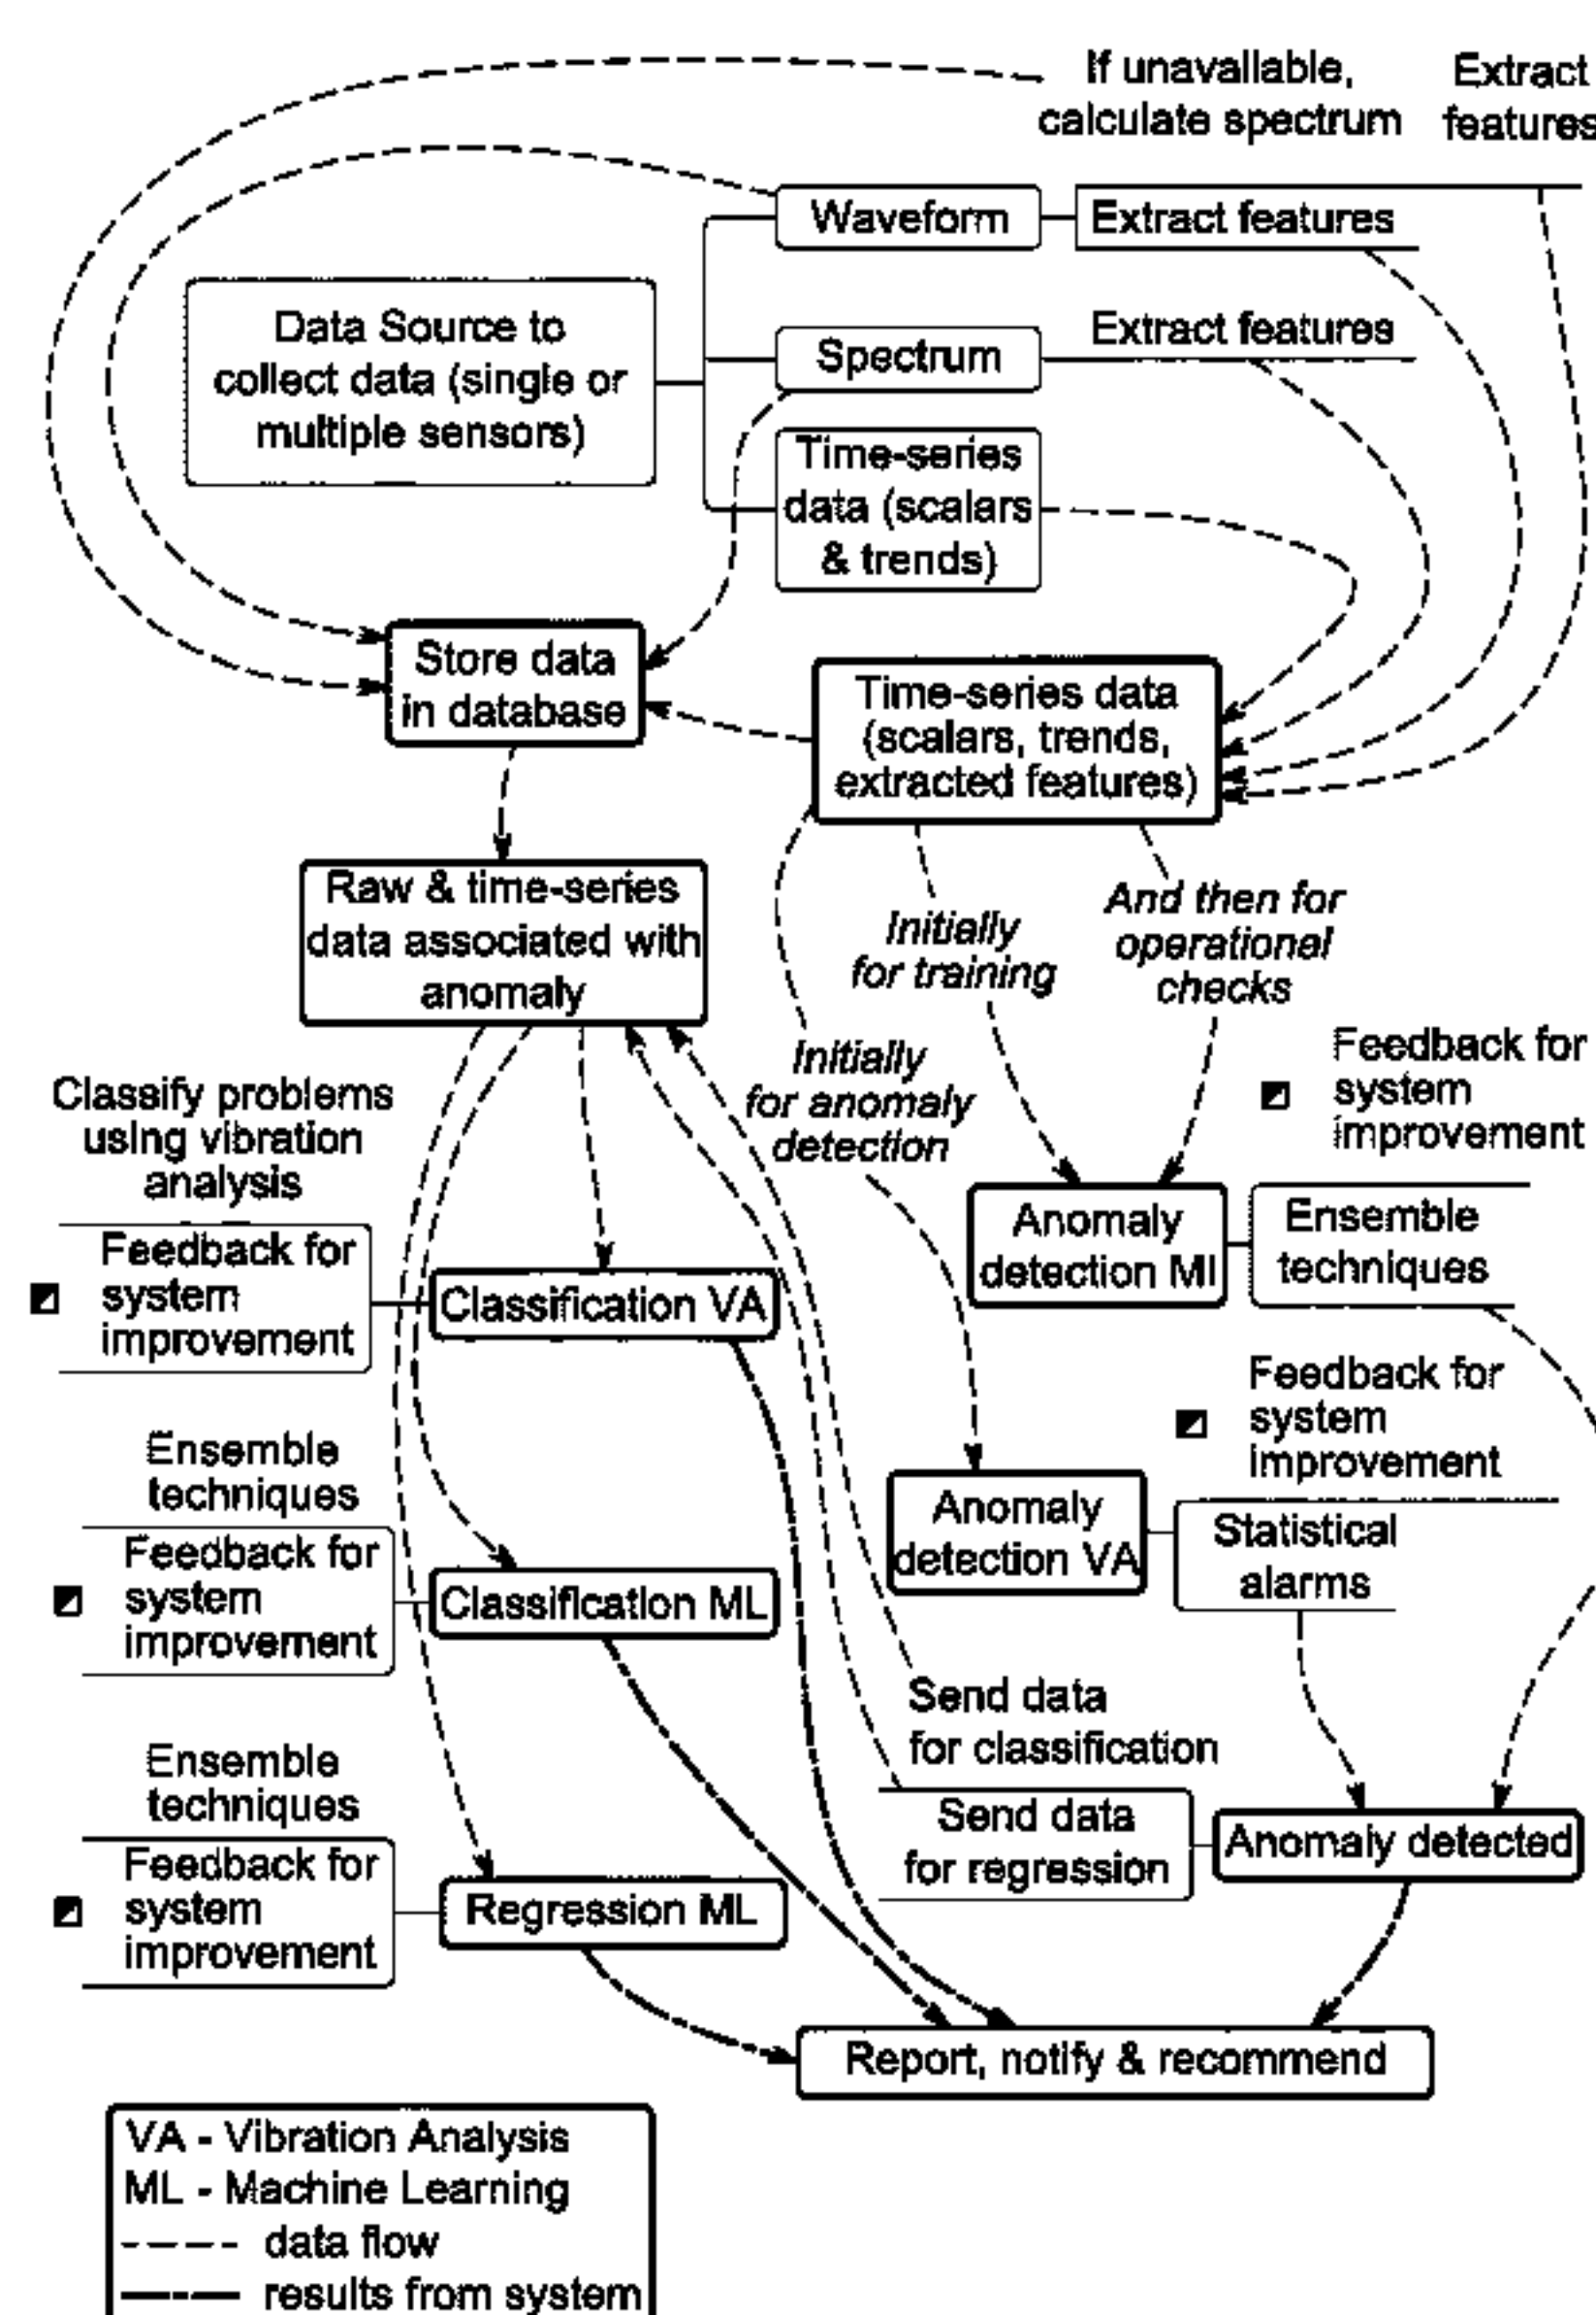 If unavailable,
calculate spectrum
Extract
features
Waveform
Extract features
Data Source to
collect data (single or
multiple sensors)
Spectrum
Extract features
Time-series
data (scalars
& trends)
Store data
in database
Time-series data
(scalars, trends,
extracted features)
Raw & time-series
data associated with
anomaly
Initially
for training
And then for
operational
checks
Initially
for anomaly
detection
Feedback for
system
improvement
Classify problems
using vibration
analysis
Feedback for
system
improvement
Classification VA
Anomaly
detection Ml
Ensemble
techniques
Feedback for
system
improvement
Ensemble
techniques
Feedback for
system
improvement
Classification ML
Anomaly
detection VA
Statistical
alarms
Send data
for classification
Send data
for regression
Anomaly detected
Ensemble
techniques
Feedback for
system
improvement
Regression ML
Report, notify & recommend
VA - Vibration Analysis
ML - Machine Learning
data flow
results from system